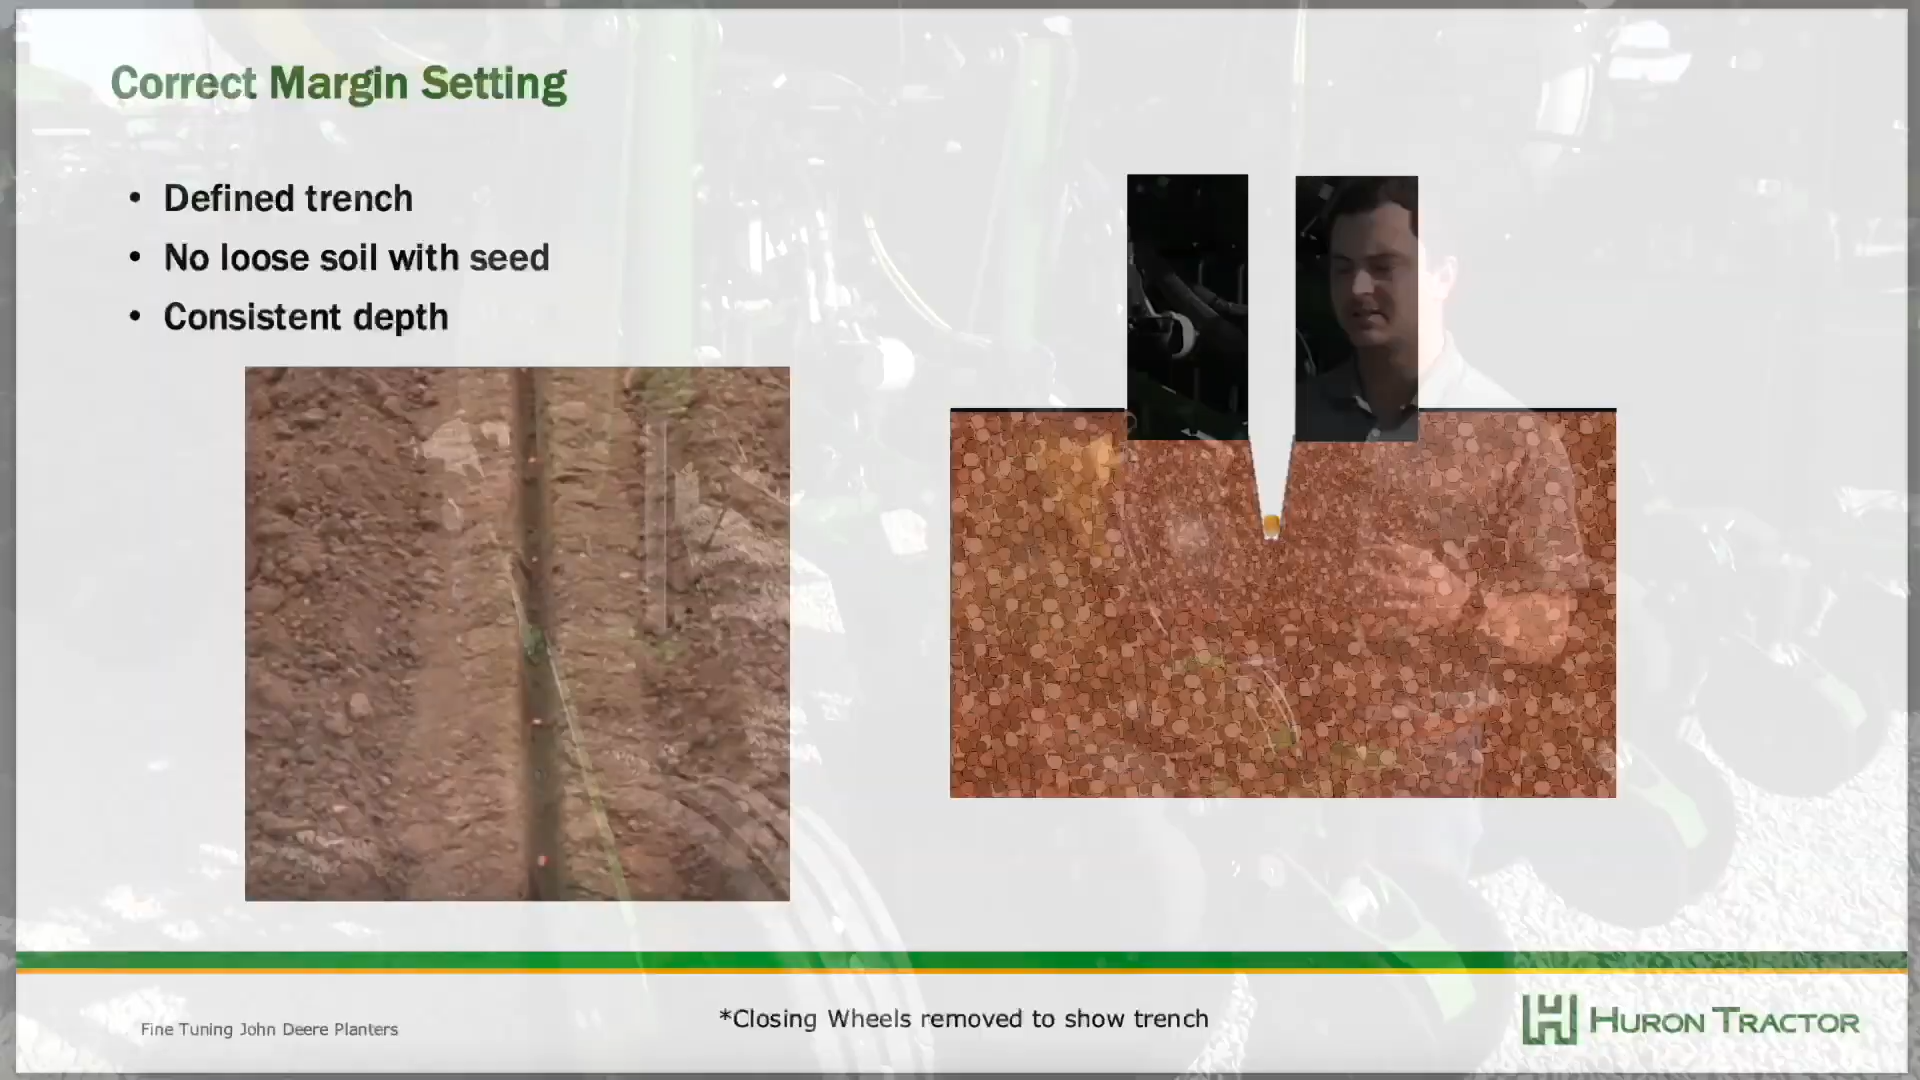 Correct Margin Setting
• Defined trench
• No loose soil with seed
• Consistent depth
*Closing Wheels removed to show trench
Fine Tuning John Deere Planters
HURON TRACTOR